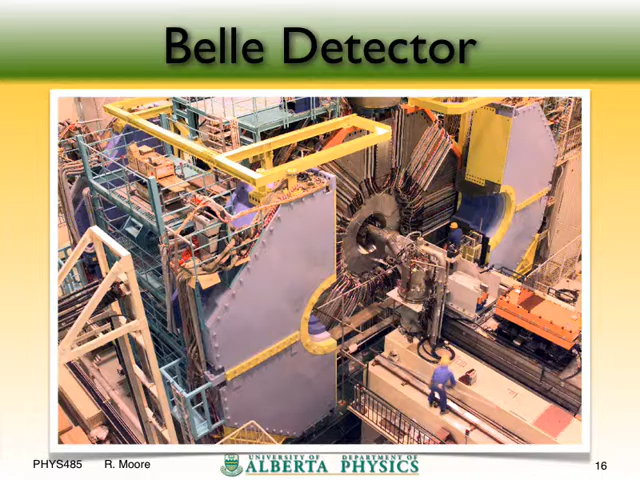 Belle Detector
PHYS485 R. Moore
UNIVERSITY OF DEPARTMENT OF
ALBERTA PHYSICS
16